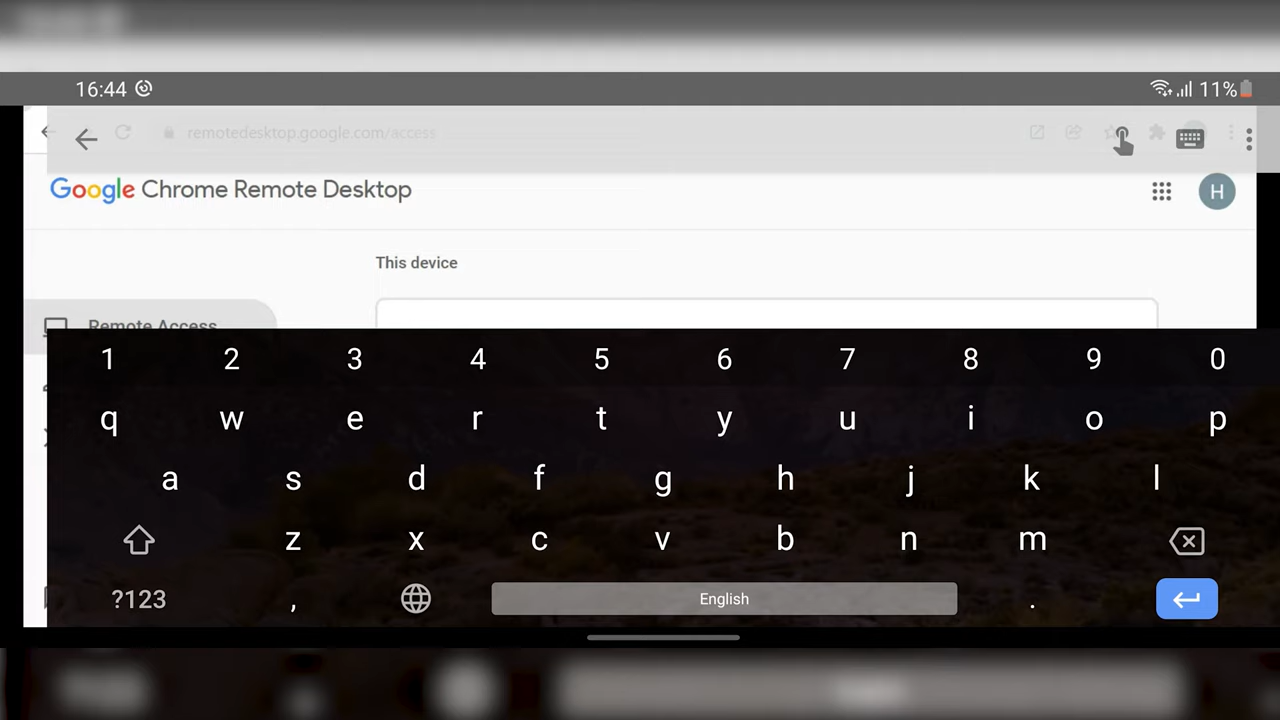 16:44 11%
remotedesktop.google.com/access
Google Chrome Remote Desktop H
This device
Remote Access
1 2 3 4 5 6 7 8 9 0
q w e r t y u i o p
a s d f g h j k l
z x c v b n m
?123 , English .